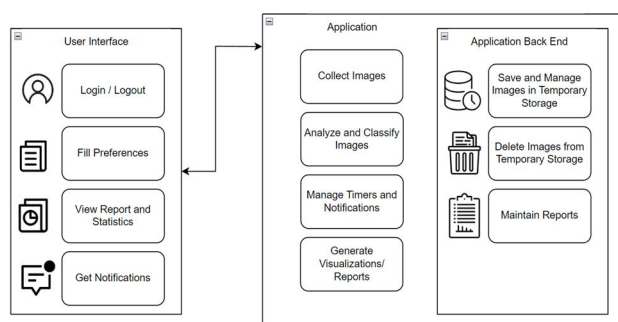 User Interface
Login / Logout
Fill Preferences
View Report and
Statistics
Get Notifications
Application
Collect Images
Analyze and Classify
Images
Manage Timers and
Notifications
Generate
Visualizations/
Reports
Application Back End
Save and Manage
Images in Temporary
Storage
Delete Images from
Temporary Storage
Maintain Reports